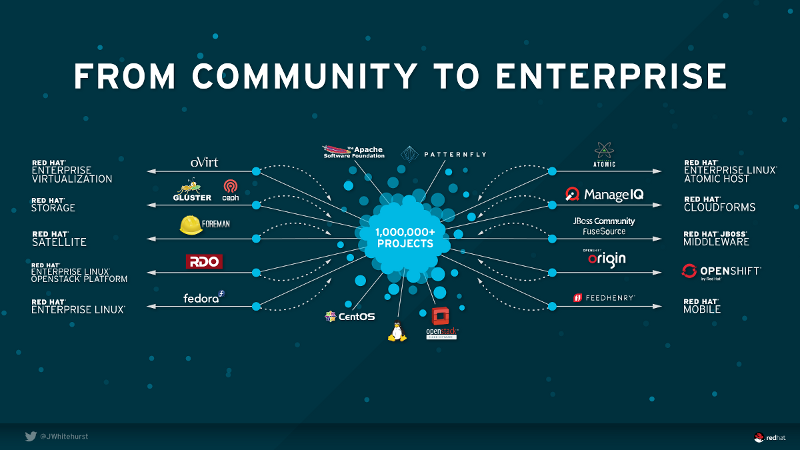 FROM COMMUNITY TO ENTERPRISE
RED HAT®
ENTERPRISE
VIRTUALIZATION
oVirt
RED HAT®
STORAGE
GLUSTER
ceph
RED HAT®
SATELLITE
FOREMAN
RED HAT®
ENTERPRISE LINUX®
OPENSTACK PLATFORM
RDO
RED HAT®
ENTERPRISE LINUX®
fedora
The Apache
Software Foundation
PATTERNFLY
1,000,000+
PROJECTS
CentOS
openstack
ATOMIC
RED HAT®
ENTERPRISE LINUX®
ATOMIC HOST
ManageIQ
RED HAT®
CLOUDFORMS
JBoss Community
FuseSource
RED HAT® JBOSS®
MIDDLEWARE
OPENSHIFT
origin
OPENSHIFT®
by Red Hat®
FEEDHENRY
RED HAT®
MOBILE
@JWhitehurst
redhat